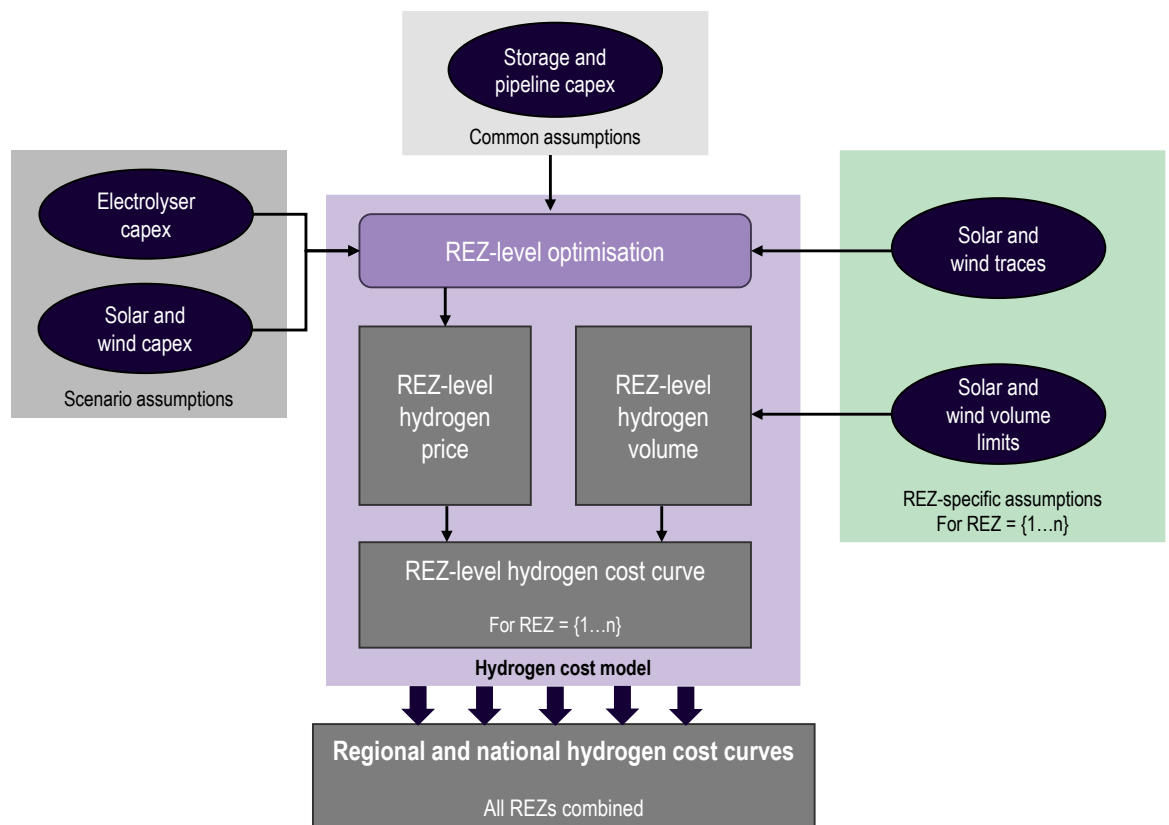 Storage and
pipeline capex
Common assumptions
Electrolyser
capex
Solar and
wind capex
Scenario assumptions
REZ-level optimisation
REZ-level
hydrogen
price
REZ-level
hydrogen
volume
REZ-level hydrogen cost curve
For REZ = {1…n}
Hydrogen cost model
Solar and
wind traces
Solar and
wind volume
limits
REZ-specific assumptions
For REZ = {1…n}
Regional and national hydrogen cost curves
All REZs combined